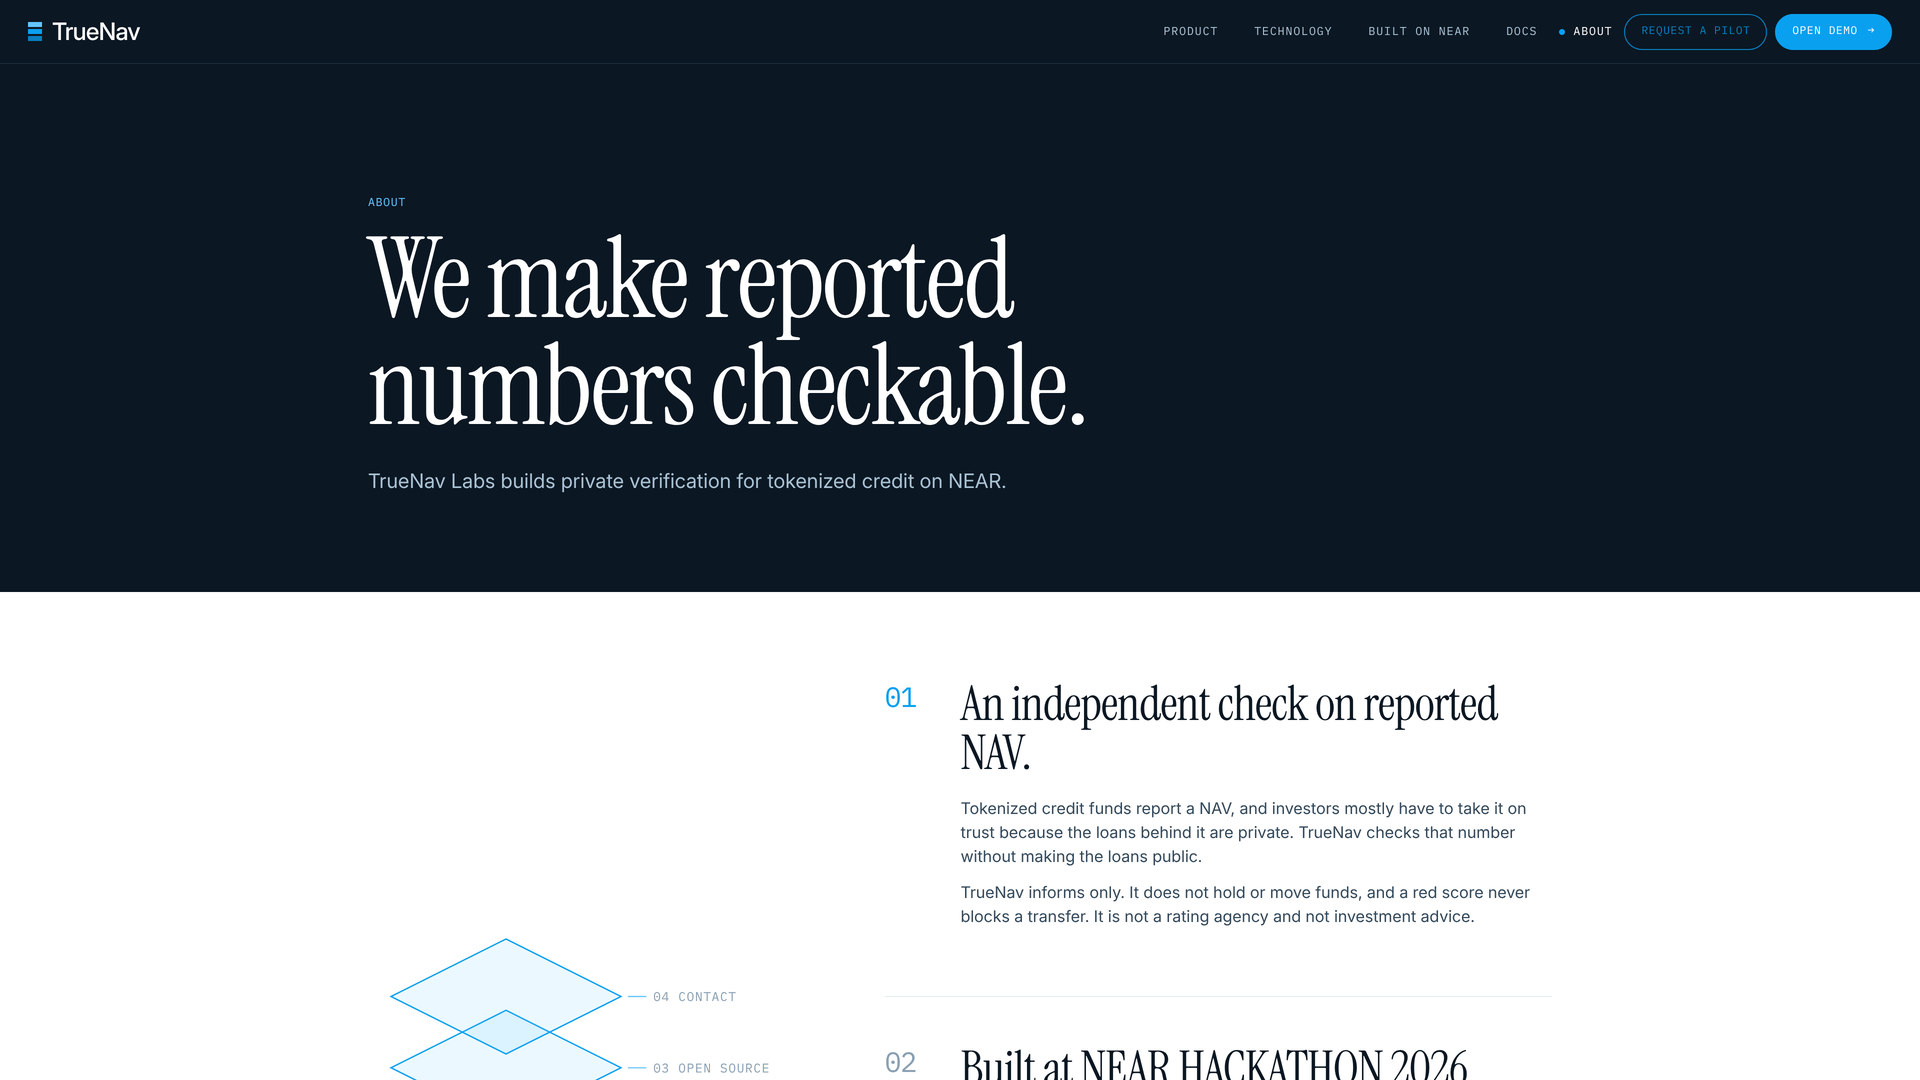 TrueNav
PRODUCT
TECHNOLOGY
BUILT ON NEAR
DOCS
ABOUT
REQUEST A PILOT
OPEN DEMO →
ABOUT
We make reported
numbers checkable.
TrueNav Labs builds private verification for tokenized credit on NEAR.
01
An independent check on reported
NAV.
Tokenized credit funds report a NAV, and investors mostly have to take it on
trust because the loans behind it are private. TrueNav checks that number
without making the loans public.
TrueNav informs only. It does not hold or move funds, and a red score never
blocks a transfer. It is not a rating agency and not investment advice.
04 CONTACT
03 OPEN SOURCE
02
Built at NEAR HACKATHON 2026